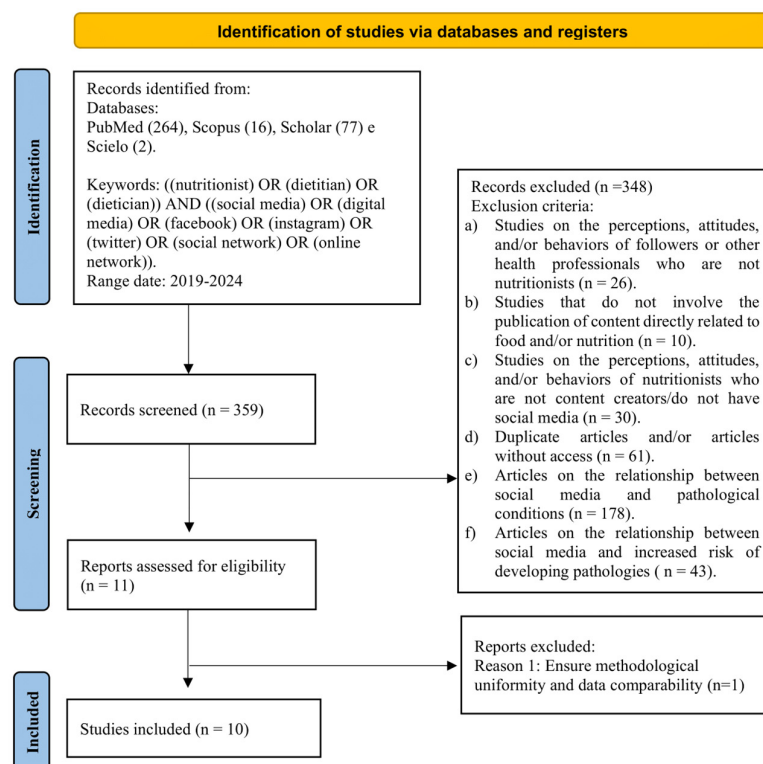 Identification of studies via databases and registers
Identification
Records identified from:
Databases:
PubMed (264), Scopus (16), Scholar (77) e
Scielo (2).
Keywords: ((nutritionist) OR (dietitian) OR
(dietician)) AND ((social media) OR (digital
media) OR (facebook) OR (instagram) OR
(twitter) OR (social network) OR (online
network)).
Range date: 2019-2024
Records excluded (n =348)
Exclusion criteria:
a) Studies on the perceptions, attitudes,
and/or behaviors of followers or other
health professionals who are not
nutritionists (n = 26).
b) Studies that do not involve the
publication of content directly related to
food and/or nutrition (n = 10).
c) Studies on the perceptions, attitudes,
and/or behaviors of nutritionists who
are not content creators/do not have
social media (n = 30).
d) Duplicate articles and/or articles
without access (n = 61).
e) Articles on the relationship between
social media and pathological
conditions (n = 178).
f) Articles on the relationship between
social media and increased risk of
developing pathologies ( n = 43).
Screening
Records screened (n = 359)
Reports assessed for eligibility
(n = 11)
Reports excluded:
Reason 1: Ensure methodological
uniformity and data comparability (n=1)
Included
Studies included (n = 10)